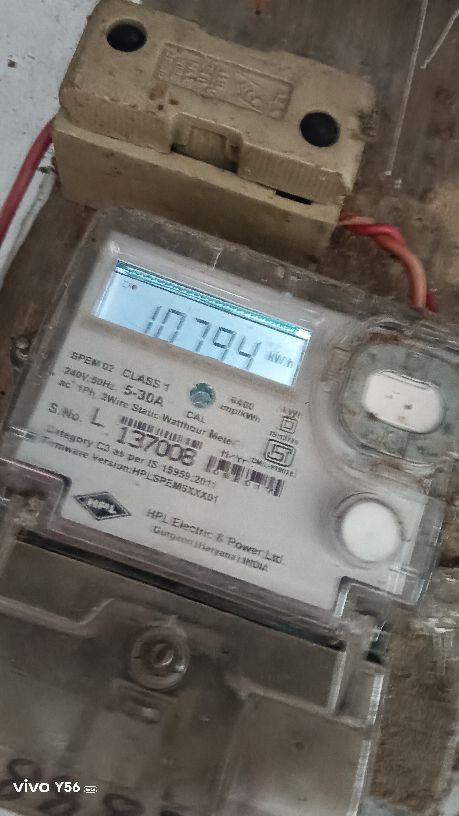 10794 kWh
SPEM 02 CLASS 1
240V,50Hz. 5-30A
6400 imp/kWh
CAL
ac 1Ph. 2Wire Static Watthour Meter
S.No. L 137008
Category C3 as per IS 15959:2011
Firmware Version:HPLSPEM6XXX01
HPL
HPL Electric & Power Ltd.
Gurgaon (Haryana) INDIA
vivo Y56